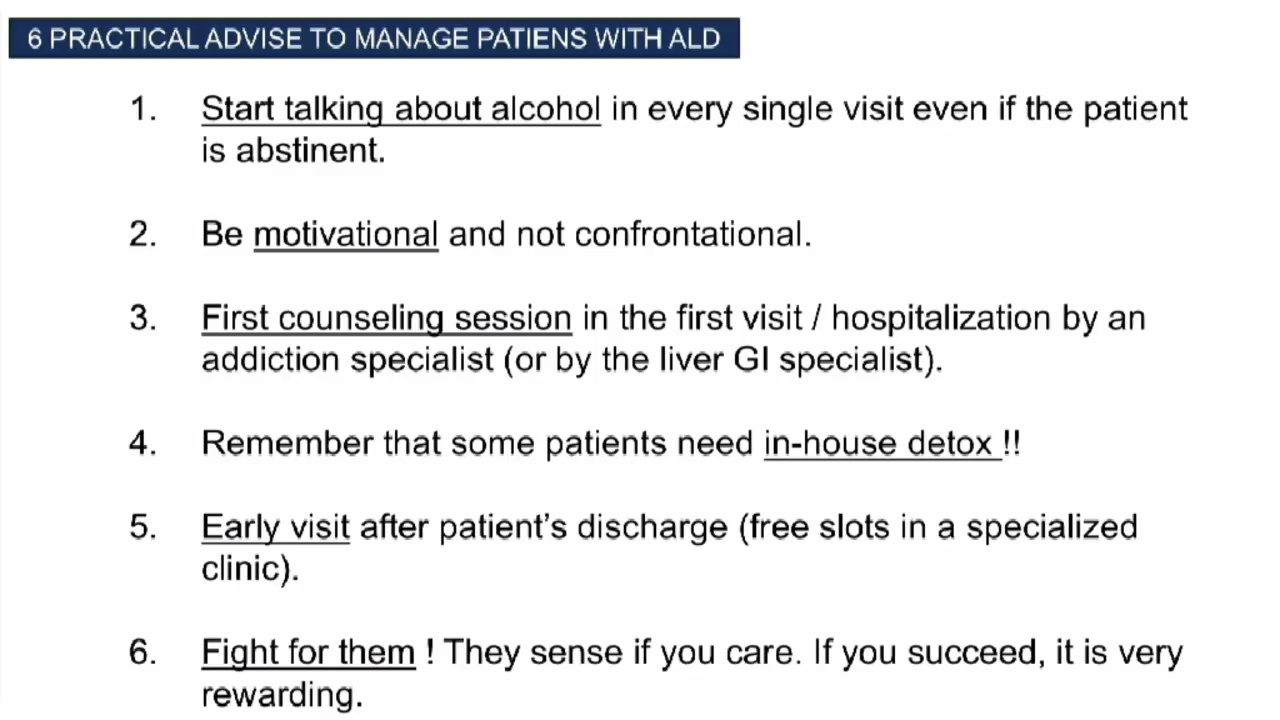 6 PRACTICAL ADVISE TO MANAGE PATIENS WITH ALD
1. Start talking about alcohol in every single visit even if the patient
is abstinent.
2. Be motivational and not confrontational.
3. First counseling session in the first visit / hospitalization by an
addiction specialist (or by the liver GI specialist).
4. Remember that some patients need in-house detox !!
5. Early visit after patient’s discharge (free slots in a specialized
clinic).
6. Fight for them ! They sense if you care. If you succeed, it is very
rewarding.